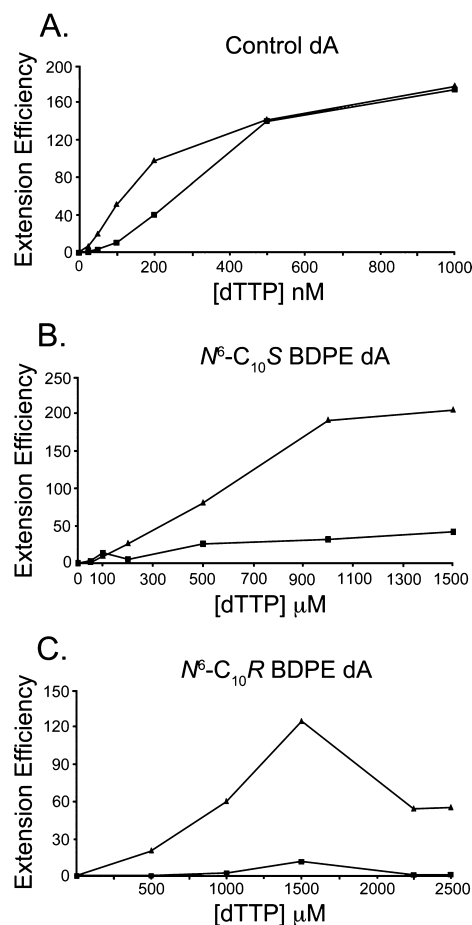 A.
Control dA
Extension Efficiency
200
160
120
80
40
0
0 200 400 600 800 1000
[dTTP] nM
B.
N⁶-C₁₀S BDPE dA
Extension Efficiency
250
200
150
100
50
0
0 100 300 500 700 900 1100 1300 1500
[dTTP] μM
C.
N⁶-C₁₀R BDPE dA
Extension Efficiency
150
120
90
60
30
0
500 1000 1500 2000 2500
[dTTP] μM